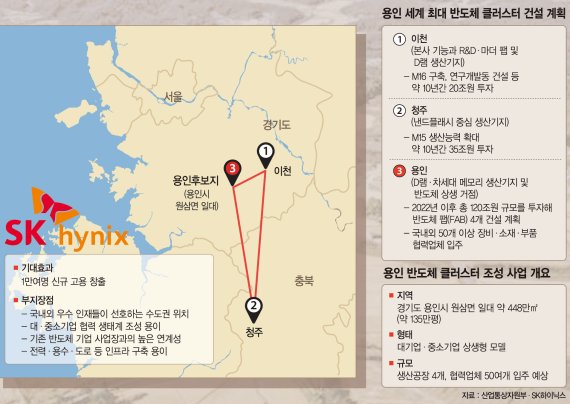 용인 세계 최대 반도체 클러스터 건설 계획
1 이천
(본사 기능과 R&D·마더 팹 및
D램 생산기지)
– M16 구축, 연구개발동 건설 등
약 10년간 20조원 투자
2 청주
(낸드플래시 중심 생산기지)
– M15 생산능력 확대
약 10년간 35조원 투자
3 용인
(D램·차세대 메모리 생산기지 및
반도체 상생 거점)
– 2022년 이후 총 120조원 규모를 투자해
반도체 팹(FAB) 4개 건설 계획
– 국내외 50개 이상 장비·소재·부품
협력업체 입주
용인 반도체 클러스터 조성 사업 개요
■ 지역
경기도 용인시 원삼면 일대 약 448만㎡
(약 135만평)
■ 형태
대기업·중소기업 상생형 모델
■ 규모
생산공장 4개, 협력업체 50여개 입주 예상
자료 : 산업통상자원부·SK하이닉스
서울
경기도
1
이천
3
용인후보지
(용인시
원삼면 일대)
충북
2
청주
SK hynix
■ 기대효과
1만여명 신규 고용 창출
■ 부지장점
– 국내외 우수 인재들이 선호하는 수도권 위치
– 대·중소기업 협력 생태계 조성 용이
– 기존 반도체 기업 사업장과의 높은 연계성
– 전력·용수·도로 등 인프라 구축 용이